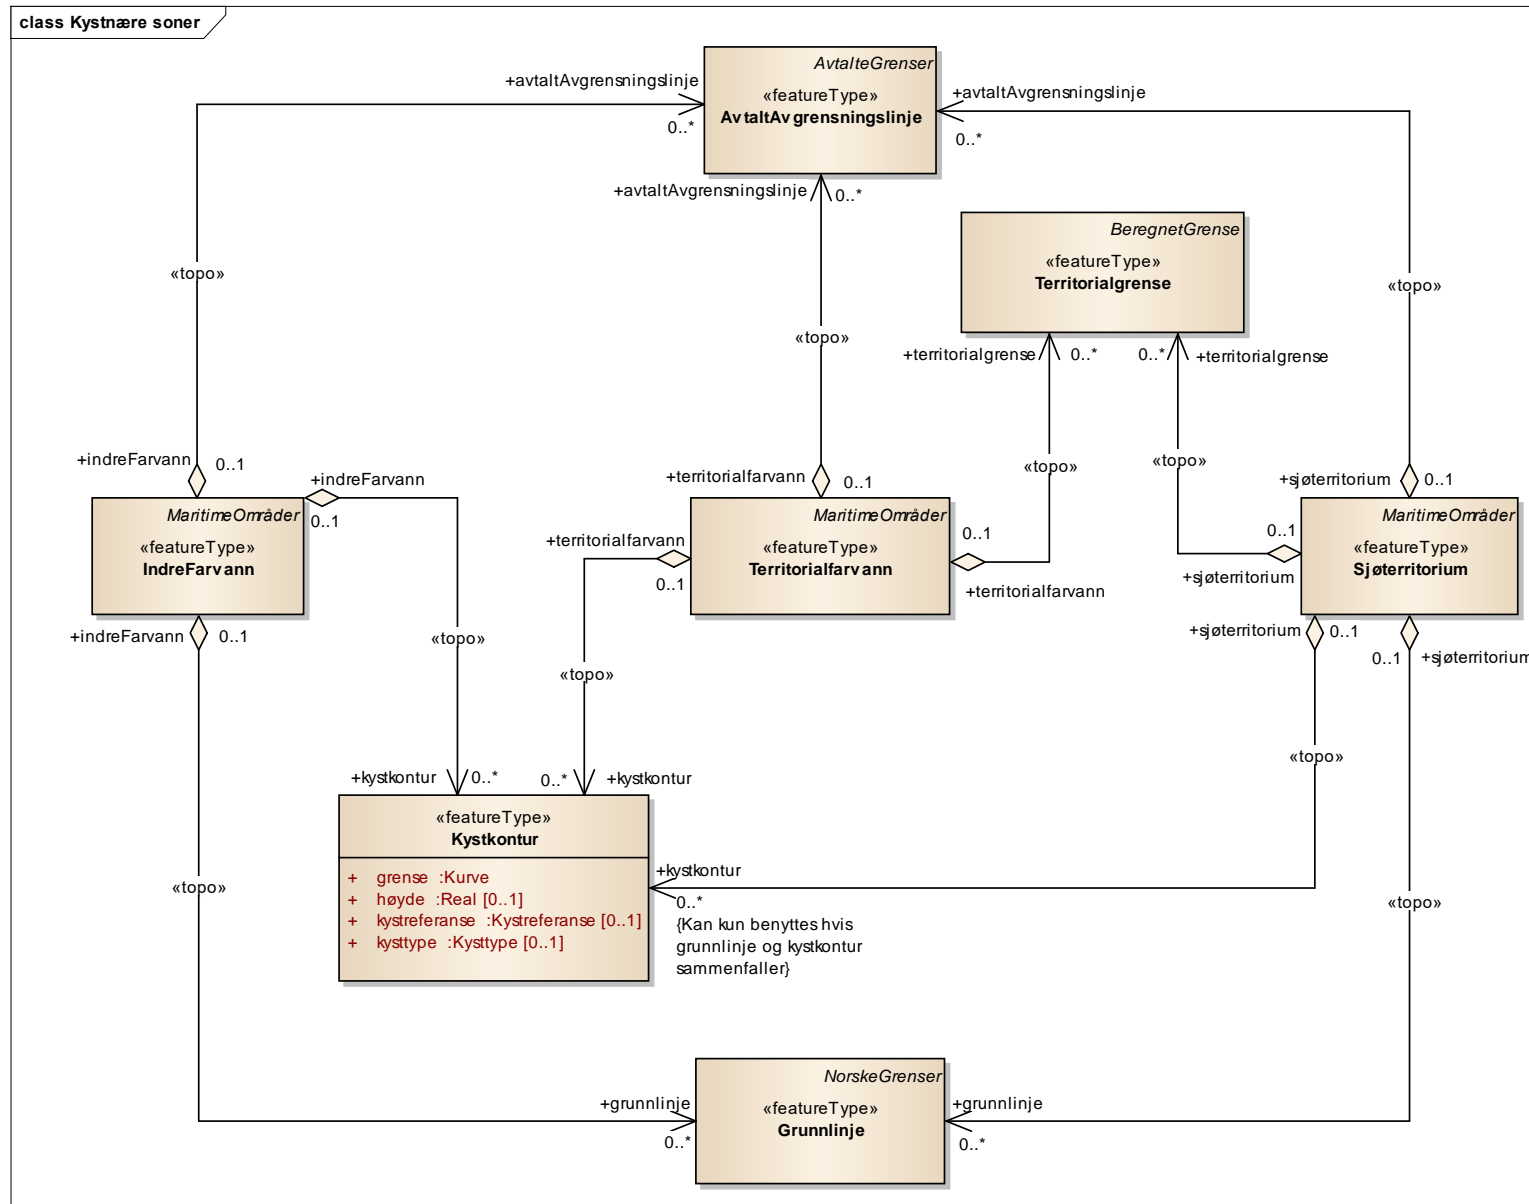 class Kystnære soner
AvtalteGrenser
«featureType»
AvtaltAvgrensningslinje
+avtaltAvgrensningslinje
0..*
+avtaltAvgrensningslinje
0..*
+avtaltAvgrensningslinje
0..*
BeregnetGrense
«featureType»
Territorialgrense
«topo»
«topo»
«topo»
+territorialgrense
0..*
0..*
+territorialgrense
«topo»
«topo»
+indreFarvann
0..1
+indreFarvann
0..1
+territorialfarvann
0..1
+sjøterritorium
0..1
MaritimeOmråder
«featureType»
IndreFarvann
MaritimeOmråder
«featureType»
Territorialfarvann
MaritimeOmråder
«featureType»
Sjøterritorium
+territorialfarvann
0..1
0..1
+territorialfarvann
0..1
+sjøterritorium
+indreFarvann
0..1
+sjøterritorium
0..1
0..1
+sjøterritorium
«topo»
«topo»
«topo»
+kystkontur
0..*
0..*
+kystkontur
«featureType»
Kystkontur
+ grense :Kurve
+ høyde :Real [0..1]
+ kystreferanse :Kystreferanse [0..1]
+ kysttype :Kysttype [0..1]
+kystkontur
0..*
{Kan kun benyttes hvis
grunnlinje og kystkontur
sammenfaller}
«topo»
«topo»
NorskeGrenser
«featureType»
Grunnlinje
+grunnlinje
0..*
+grunnlinje
0..*